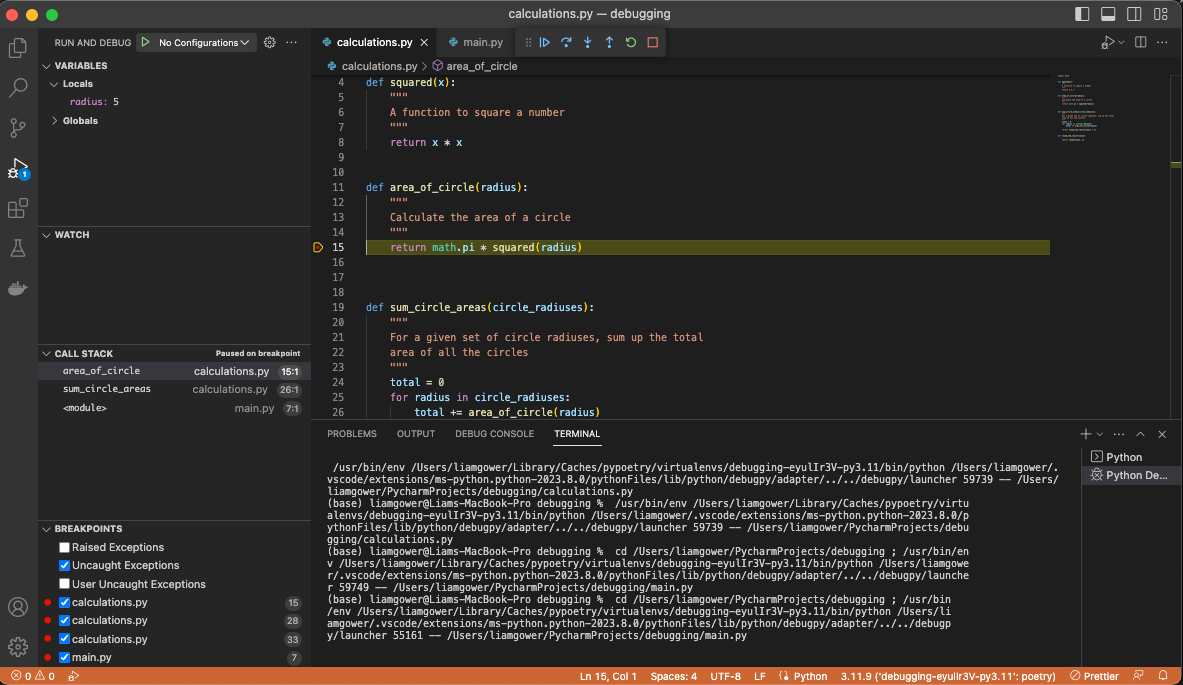 calculations.py — debugging
RUN AND DEBUG
No Configurations
VARIABLES
Locals
radius: 5
Globals
WATCH
CALL STACK
Paused on breakpoint
area_of_circle calculations.py 15:1
sum_circle_areas calculations.py 26:1
<module> main.py 7:1
BREAKPOINTS
Raised Exceptions
Uncaught Exceptions
User Uncaught Exceptions
calculations.py 15
calculations.py 28
calculations.py 33
main.py 7
1
calculations.py
main.py
calculations.py > area_of_circle
4 def squared(x):
5 """
6 A function to square a number
7 """
8 return x * x
9
10
11 def area_of_circle(radius):
12 """
13 Calculate the area of a circle
14 """
15 return math.pi * squared(radius)
16
17
18
19 def sum_circle_areas(circle_radiuses):
20 """
21 For a given set of circle radiuses, sum up the total
22 area of all the circles
23 """
24 total = 0
25 for radius in circle_radiuses:
26 total += area_of_circle(radius)
PROBLEMS OUTPUT DEBUG CONSOLE TERMINAL
/usr/bin/env /Users/liamgower/Library/Caches/pypoetry/virtualenvs/debugging-eyulIr3V-py3.11/bin/python /Users/liamgower/.
vscode/extensions/ms-python.python-2023.8.0/pythonFiles/lib/python/debugpy/adapter/../../debugpy/launcher 59739 -- /Users/
liamgower/PycharmProjects/debugging/calculations.py
(base) liamgower@Liams-MacBook-Pro debugging %  /usr/bin/env /Users/liamgower/Library/Caches/pypoetry/virtu
alenvs/debugging-eyulIr3V-py3.11/bin/python /Users/liamgower/.vscode/extensions/ms-python.python-2023.8.0/p
ythonFiles/lib/python/debugpy/adapter/../../debugpy/launcher 59739 -- /Users/liamgower/PycharmProjects/debu
gging/calculations.py
(base) liamgower@Liams-MacBook-Pro debugging %  cd /Users/liamgower/PycharmProjects/debugging ; /usr/bin/en
v /Users/liamgower/Library/Caches/pypoetry/virtualenvs/debugging-eyulIr3V-py3.11/bin/python /Users/liamgowe
r/.vscode/extensions/ms-python.python-2023.8.0/pythonFiles/lib/python/debugpy/adapter/../../debugpy/launche
r 59749 -- /Users/liamgower/PycharmProjects/debugging/main.py
(base) liamgower@Liams-MacBook-Pro debugging %  cd /Users/liamgower/PycharmProjects/debugging ; /usr/bin
/env /Users/liamgower/Library/Caches/pypoetry/virtualenvs/debugging-eyulIr3V-py3.11/bin/python /Users/li
amgower/.vscode/extensions/ms-python.python-2023.8.0/pythonFiles/lib/python/debugpy/adapter/../../debugp
y/launcher 55161 -- /Users/liamgower/PycharmProjects/debugging/main.py
Python
Python De...
0 0
Ln 15, Col 1 Spaces: 4 UTF-8 LF Python 3.11.9 ('debugging-eyulIr3V-py3.11': poetry) Prettier